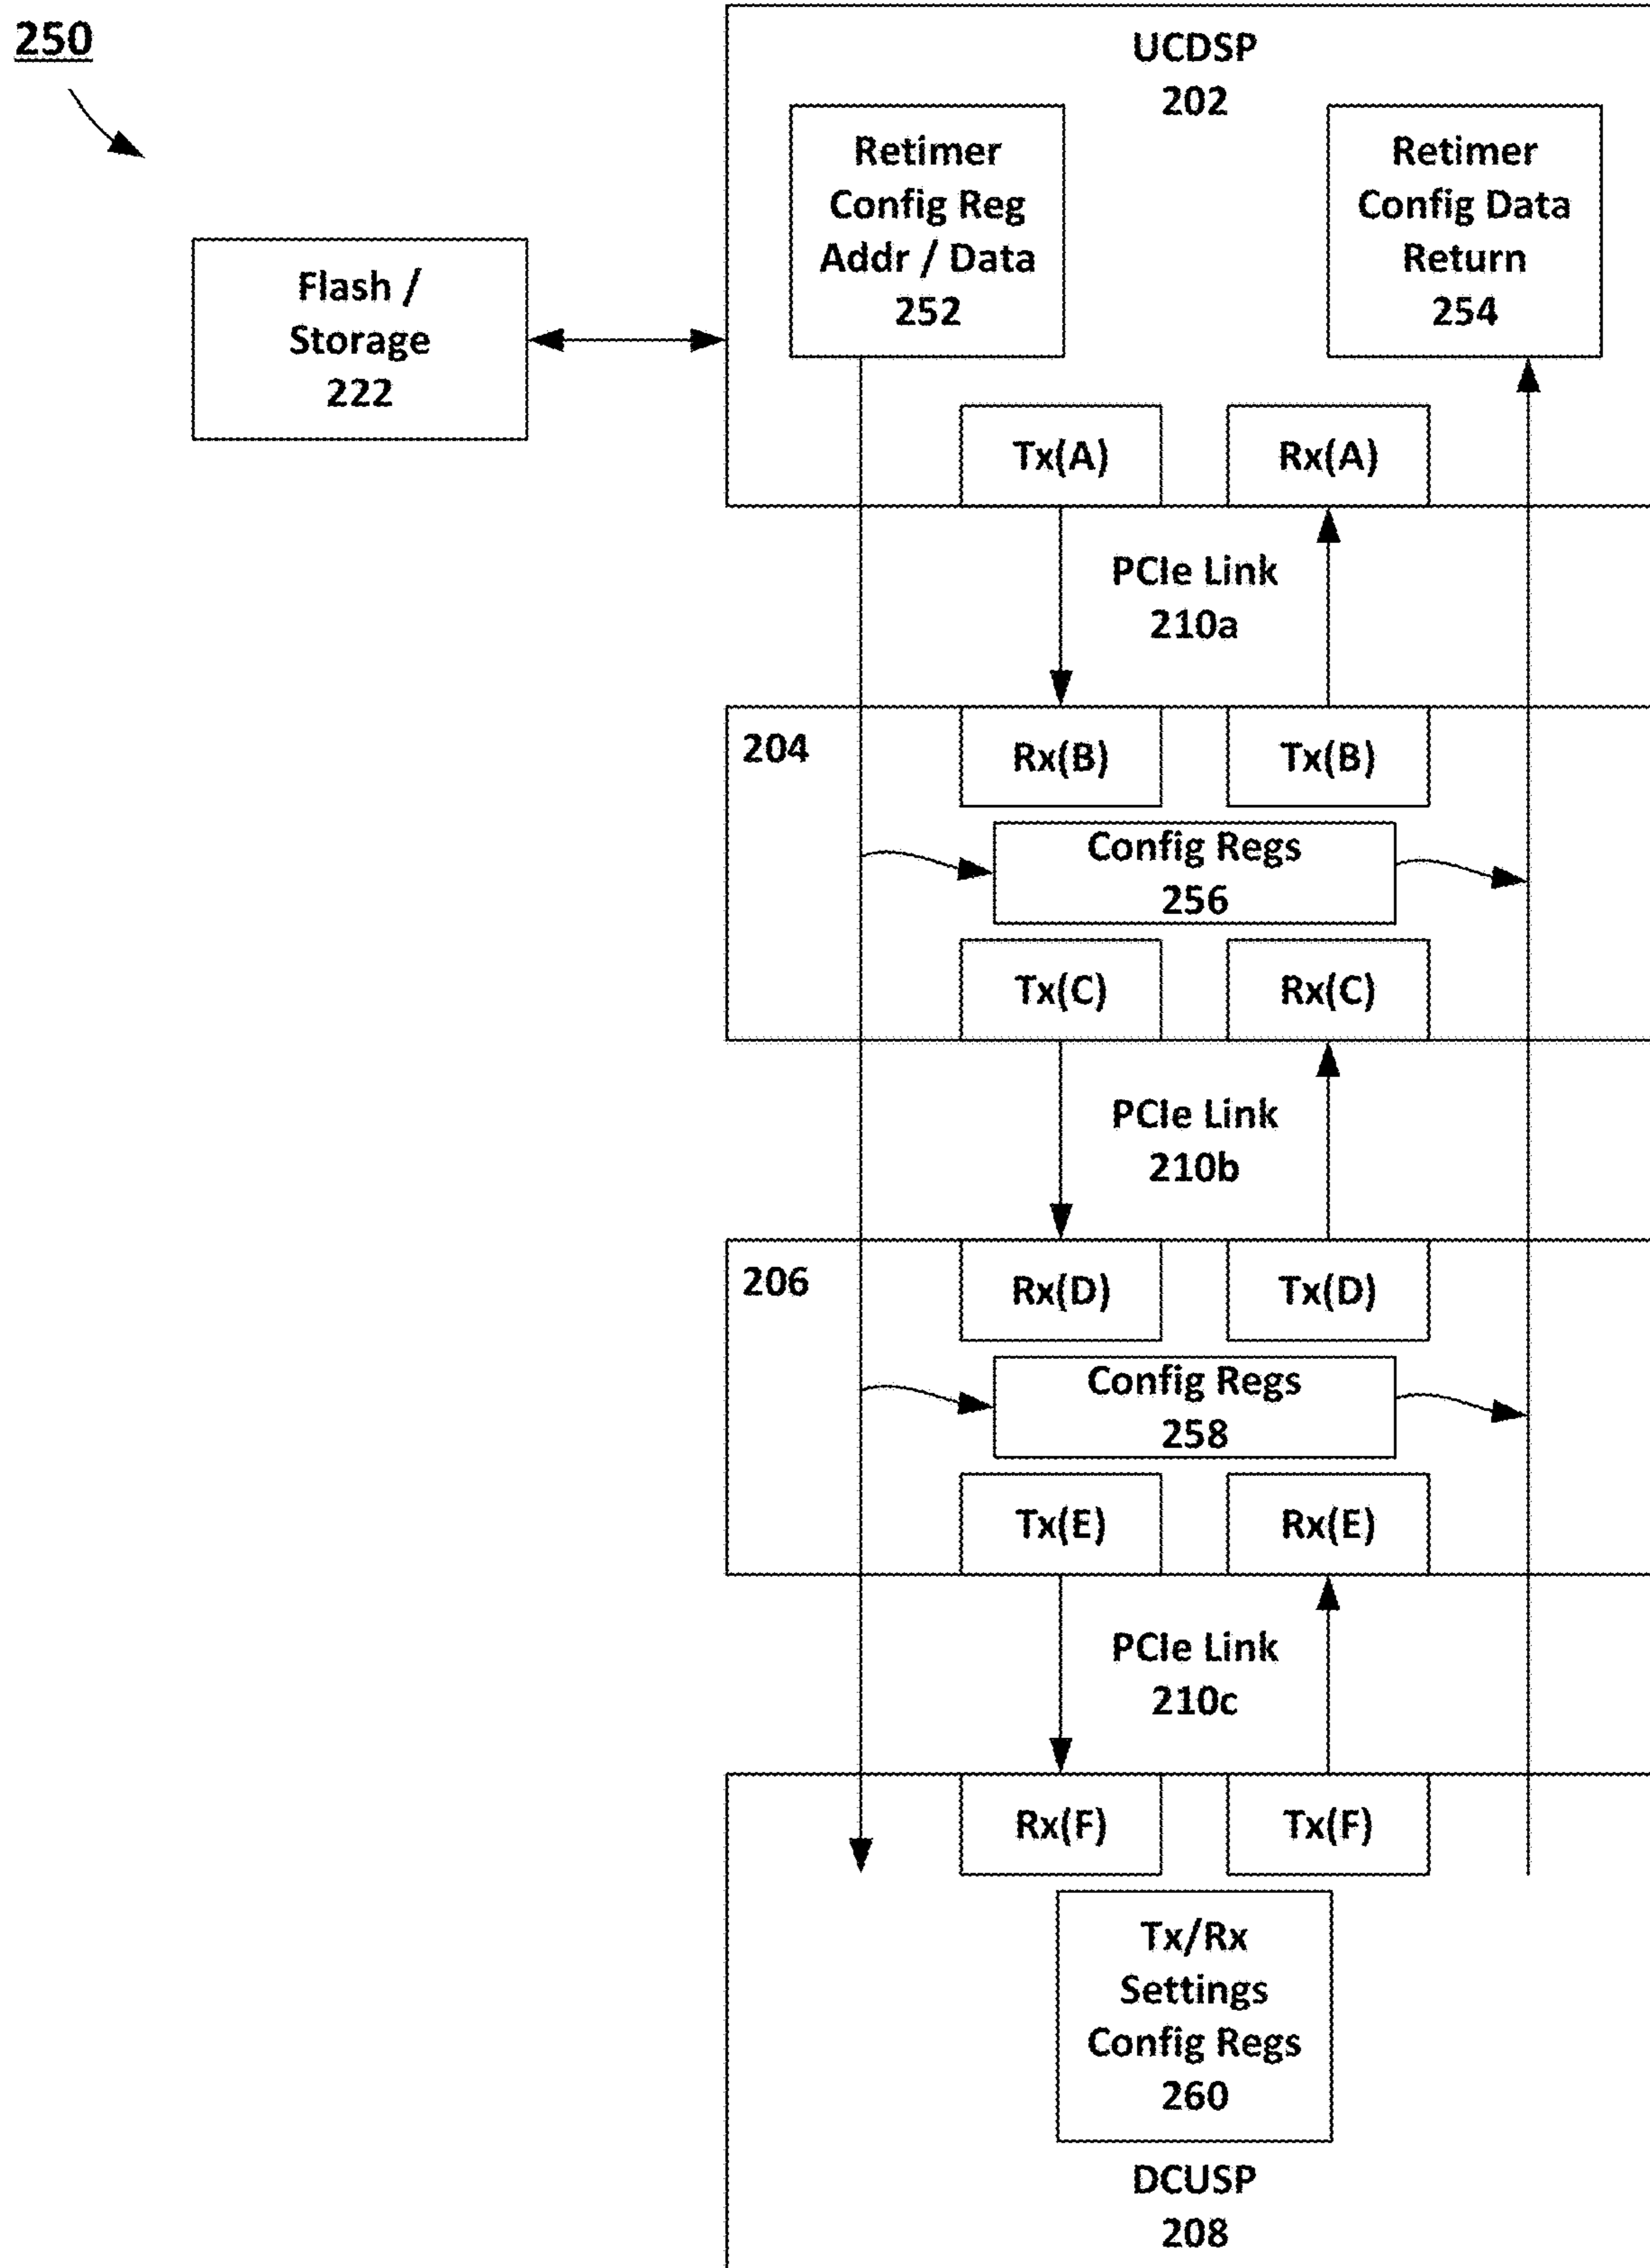 250
UCDSP
202
Retimer
Config Reg
Addr / Data
252
Retimer
Config Data
Return
254
Flash /
Storage
222
Tx(A)
Rx(A)
PCIe Link
210a
204
Rx(B)
Tx(B)
Config Regs
256
Tx(C)
Rx(C)
PCIe Link
210b
206
Rx(D)
Tx(D)
Config Regs
258
Tx(E)
Rx(E)
PCIe Link
210c
Rx(F)
Tx(F)
Tx/Rx
Settings
Config Regs
260
DCUSP
208